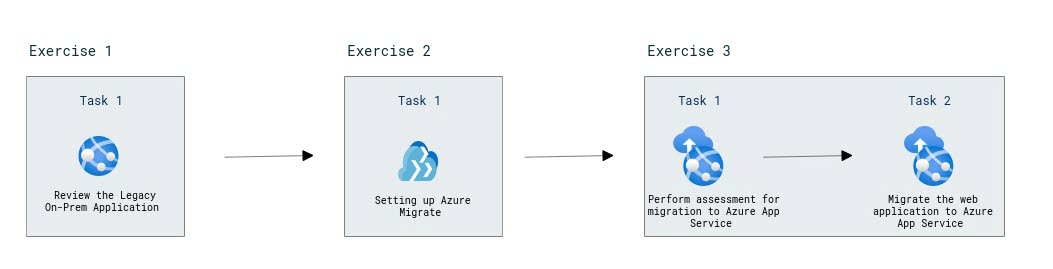 Exercise 1
Task 1
Review the Legacy
On-Prem Application
Exercise 2
Task 1
Setting up Azure
Migrate
Exercise 3
Task 1
Perform assessment for
migration to Azure App
Service
Task 2
Migrate the web
application to Azure
App Service